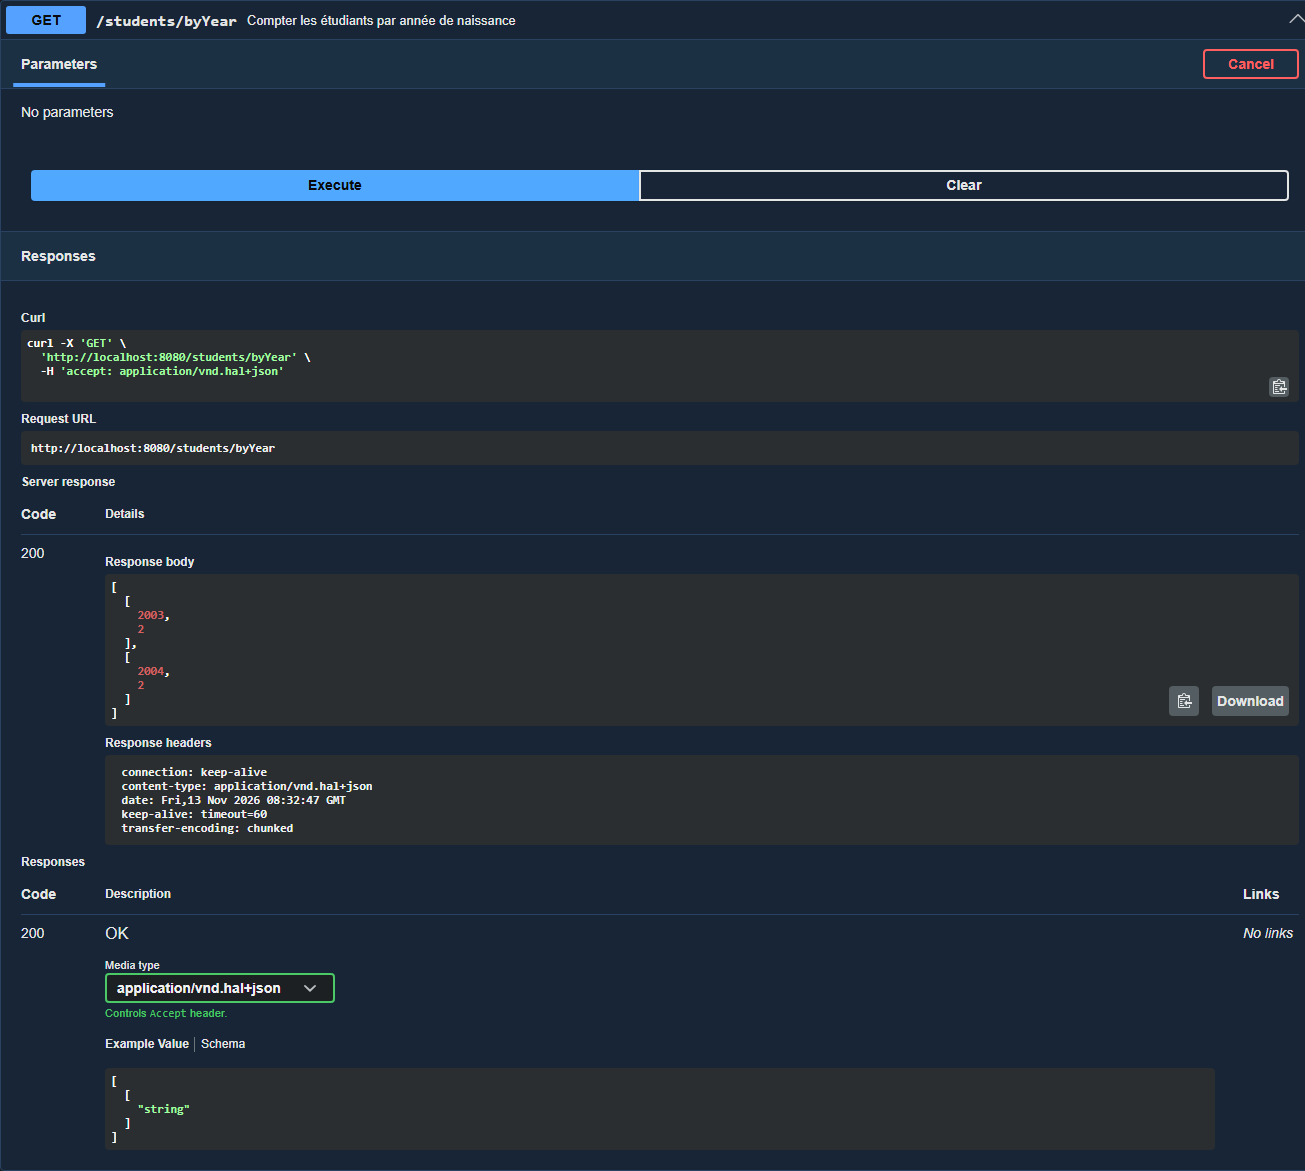 GET /students/byYear Compter les étudiants par année de naissance
Parameters
Cancel
No parameters
Execute
Clear
Responses
Curl
curl -X 'GET' \
'http://localhost:8080/students/byYear' \
-H 'accept: application/vnd.hal+json'
Request URL
http://localhost:8080/students/byYear
Server response
Code Details
200
Response body
[
[
2003,
2
],
[
2004,
2
]
]
Download
Response headers
connection: keep-alive
content-type: application/vnd.hal+json
date: Fri,13 Nov 2026 08:32:47 GMT
keep-alive: timeout=60
transfer-encoding: chunked
Responses
Code Description Links
200 OK No links
Media type
application/vnd.hal+json
Controls Accept header.
Example Value Schema
[
[
"string"
]
]